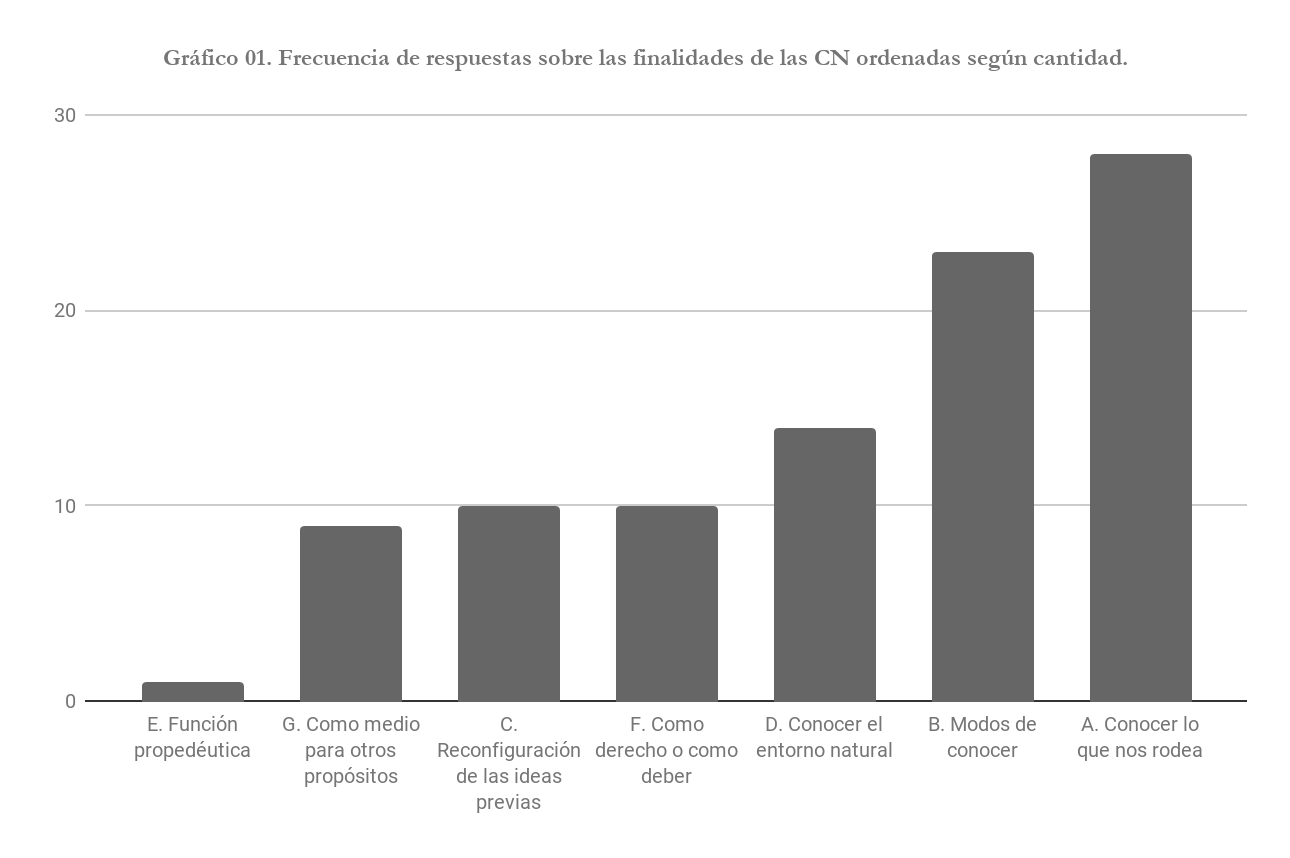 Gráfico 01. Frecuencia de respuestas sobre las finalidades de las CN ordenadas según cantidad.
30
20
10
0
E. Función
propedéutica
G. Como medio
para otros
propósitos
C.
Reconfiguración
de las ideas
previas
F. Como
derecho o como
deber
D. Conocer el
entorno natural
B. Modos de
conocer
A. Conocer lo
que nos rodea